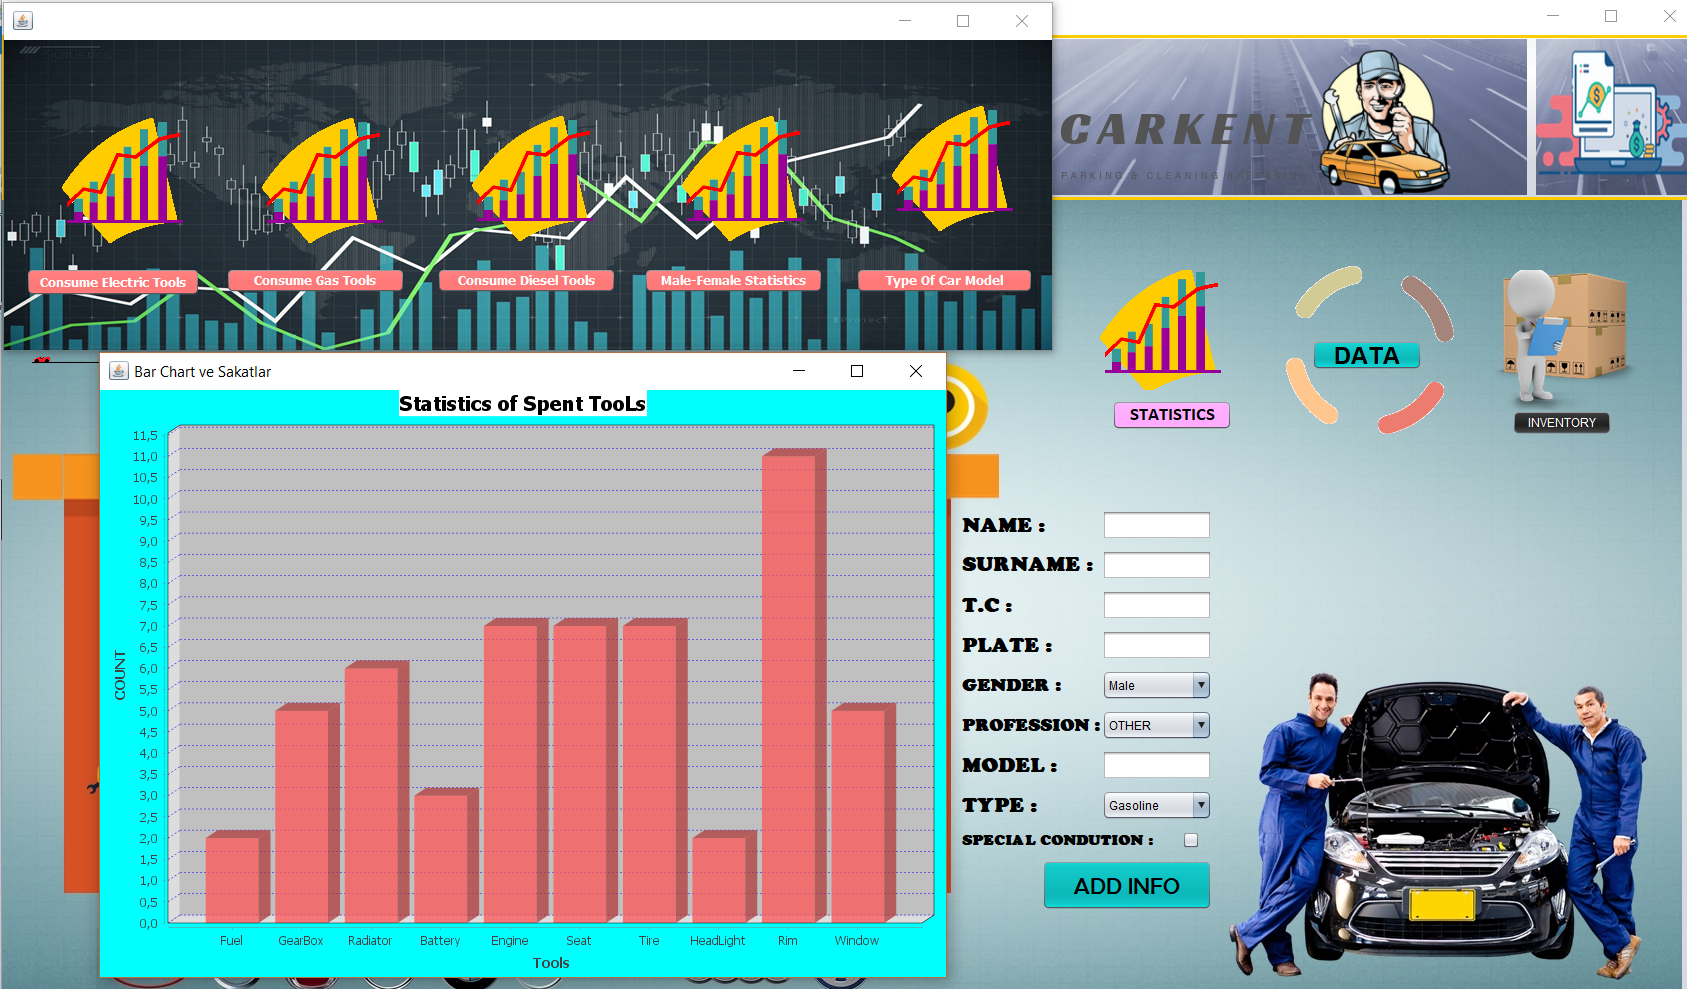 Statistics
Consume Electric Tools
Consume Gas Tools
Consume Diesel Tools
Male-Female Statistics
Type Of Car Model
Project
CARKENT
PARKING & CLEANING &REPAIRING
STATISTICS
DATA
INVENTORY
Bar Chart ve Sakatlar
Statistics of Spent TooLs
11,5
11,0
10,5
10,0
9,5
9,0
8,5
8,0
7,5
7,0
6,5
6,0
5,5
5,0
4,5
4,0
3,5
3,0
2,5
2,0
1,5
1,0
0,5
0,0
COUNT
Fuel GearBox Radiator Battery Engine Seat Tire HeadLight Rim Window
Tools
NAME :
SURNAME :
T.C :
PLATE :
GENDER : Male
PROFESSION : OTHER
MODEL :
TYPE : Gasoline
SPECIAL CONDUTION :
ADD INFO